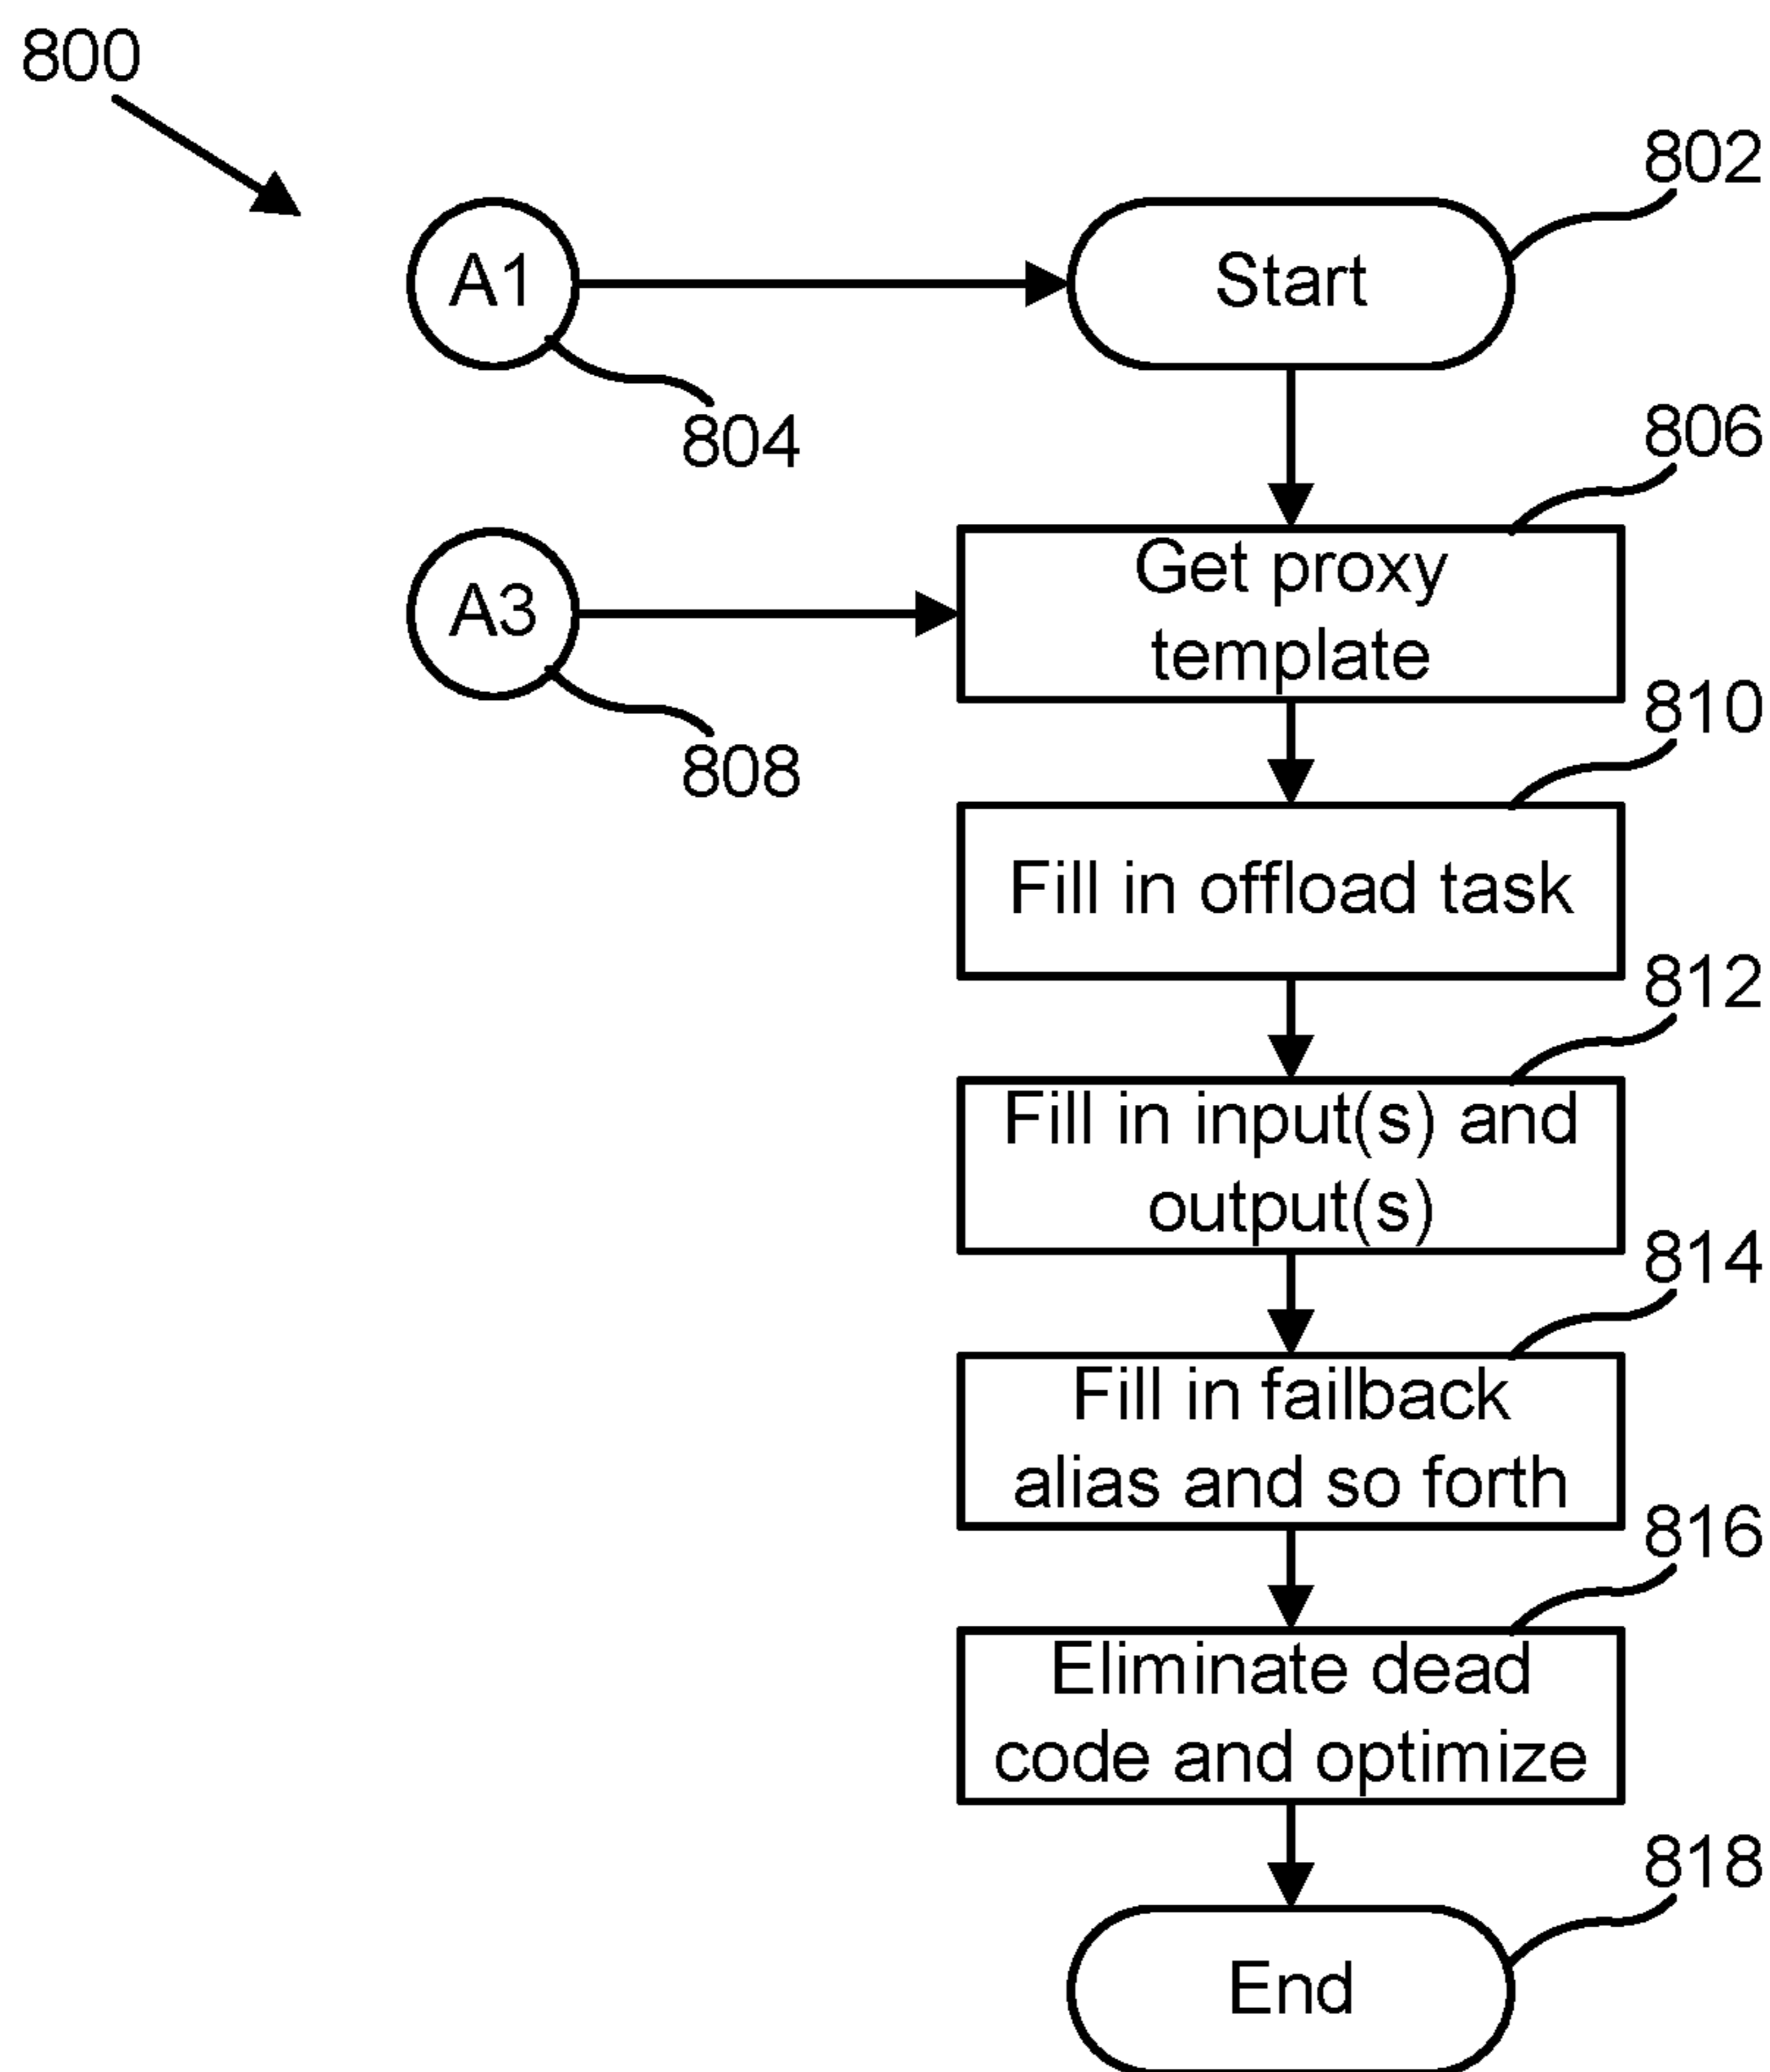 800
802
A1
Start
804
806
A3
Get proxy
template
808
810
Fill in offload task
812
Fill in input(s) and
output(s)
814
Fill in failback
alias and so forth
816
Eliminate dead
code and optimize
818
End